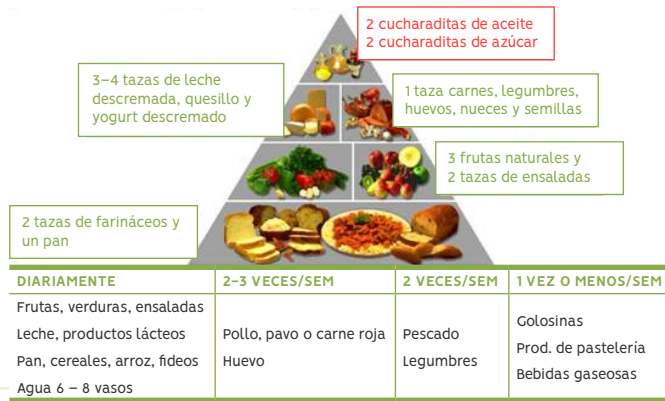 2 cucharaditas de aceite
2 cucharaditas de azúcar
3–4 tazas de leche
descremada, quesillo y
yogurt descremado
1 taza carnes, legumbres,
huevos, nueces y semillas
3 frutas naturales y
2 tazas de ensaladas
2 tazas de farináceos y
un pan
DIARIAMENTE
2–3 VECES/SEM
2 VECES/SEM
1 VEZ O MENOS/SEM
Frutas, verduras, ensaladas
Leche, productos lácteos
Pan, cereales, arroz, fideos
Agua 6 – 8 vasos
Pollo, pavo o carne roja
Huevo
Pescado
Legumbres
Golosinas
Prod. de pastelería
Bebidas gaseosas